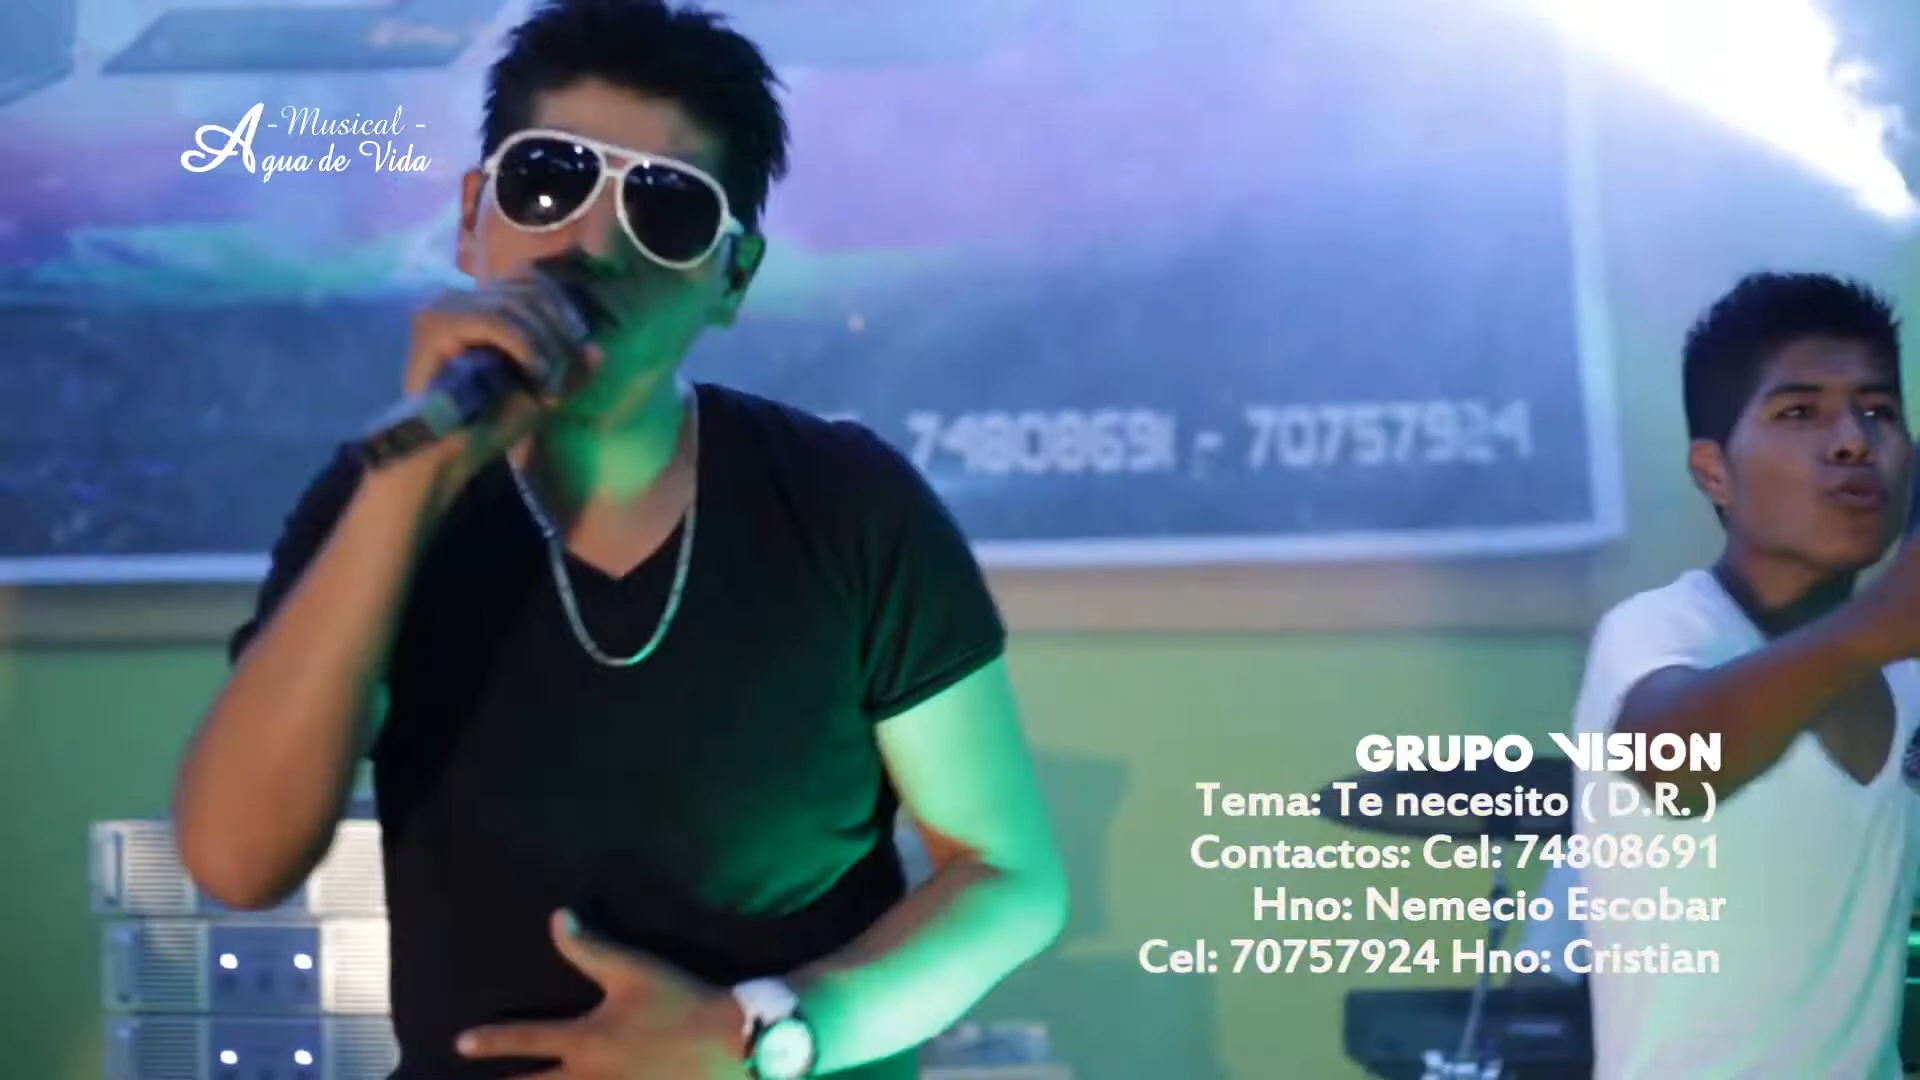 - Musical -
Agua de Vida
74808691 - 70757924
GRUPO VISION
Tema: Te necesito ( D.R. )
Contactos: Cel: 74808691
Hno: Nemecio Escobar
Cel: 70757924 Hno: Cristian